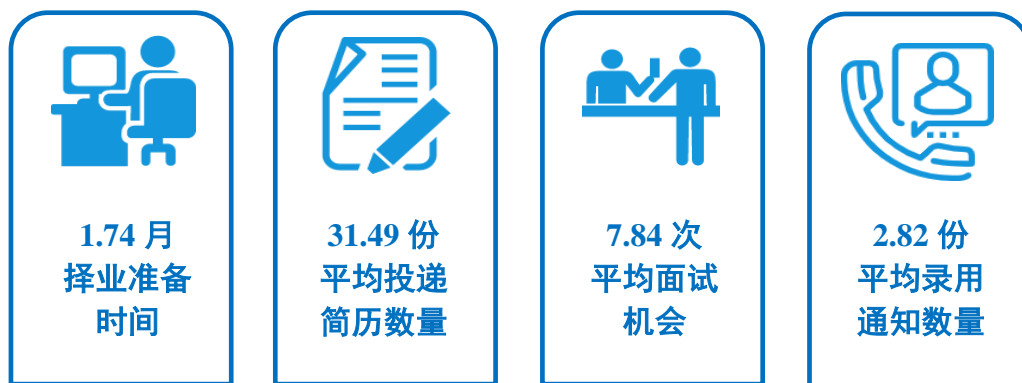 1.74 月
择业准备
时间
31.49 份
平均投递
简历数量
7.84 次
平均面试
机会
2.82 份
平均录用
通知数量